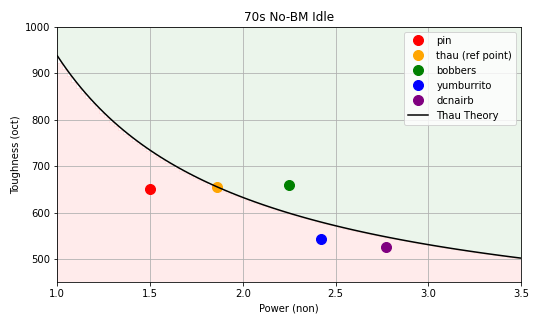 70s No-BM Idle
Toughness (oct)
1000
900
800
700
600
500
pin
thau (ref point)
bobbers
yumburrito
dcnairb
Thau Theory
1.0
1.5
2.0
2.5
3.0
3.5
Power (non)